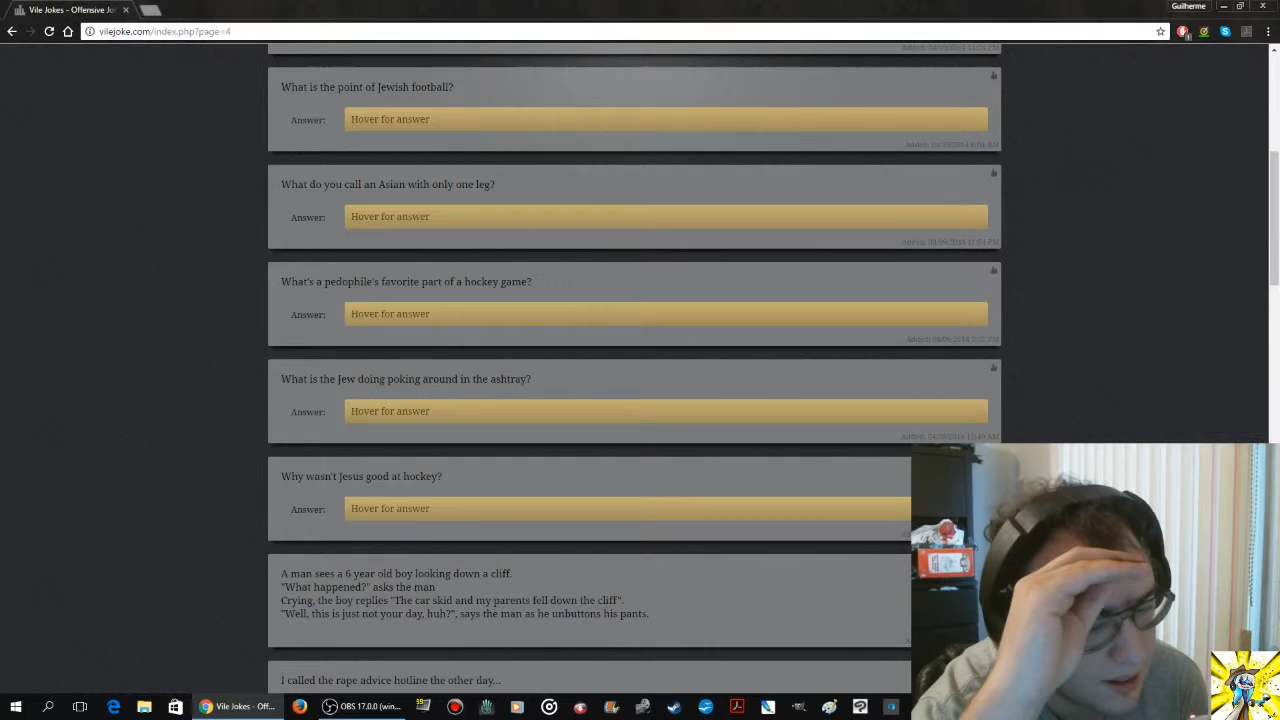 Vile Jokes - Offensive Jo
Guilherme
vilejoke.com/index.php?page=4
What is the point of Jewish football?
Answer:
Hover for answer
What do you call an Asian with only one leg?
Answer:
Hover for answer
What's a pedophile's favorite part of a hockey game?
Answer:
Hover for answer
What is the Jew doing poking around in the ashtray?
Answer:
Hover for answer
Why wasn't Jesus good at hockey?
Answer:
Hover for answer
A man sees a 6 year old boy looking down a cliff.
"What happened?" asks the man
Crying, the boy replies "The car skid and my parents fell down the cliff".
"Well, this is just not your day, huh?", says the man as he unbuttons his pants.
I called the rape advice hotline the other day...
Vile Jokes - Off...
OBS 17.0.0 (win...